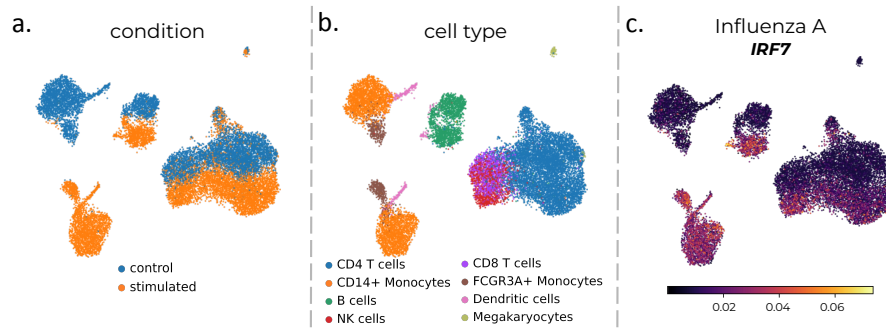 a.
condition
control
stimulated
b.
cell type
CD4 T cells
CD14+ Monocytes
B cells
NK cells
CD8 T cells
FCGR3A+ Monocytes
Dendritic cells
Megakaryocytes
c.
Influenza A
IRF7
0.02 0.04 0.06